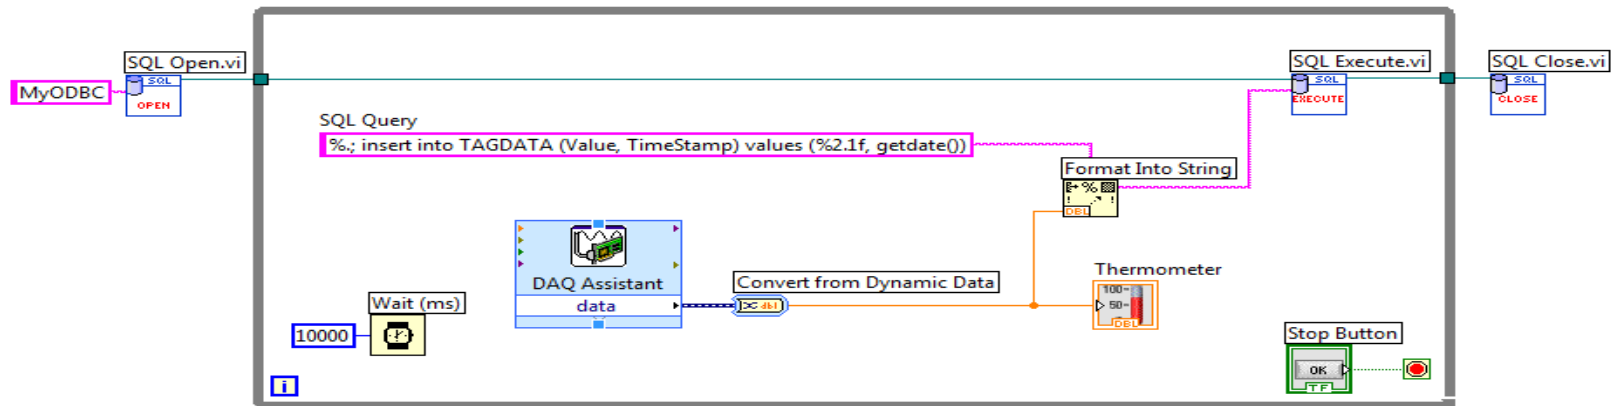 SQL Open.vi
MyODBC
SQL
OPEN
SQL Execute.vi
SQL
EXECUTE
SQL Close.vi
SQL
CLOSE
SQL Query
%.; insert into TAGDATA (Value, TimeStamp) values (%2.1f, getdate())
Format Into String
%
DBL
DAQ Assistant
data
Convert from Dynamic Data
dbl
Thermometer
100
50
DBL
Wait (ms)
10000
i
Stop Button
OK
TF